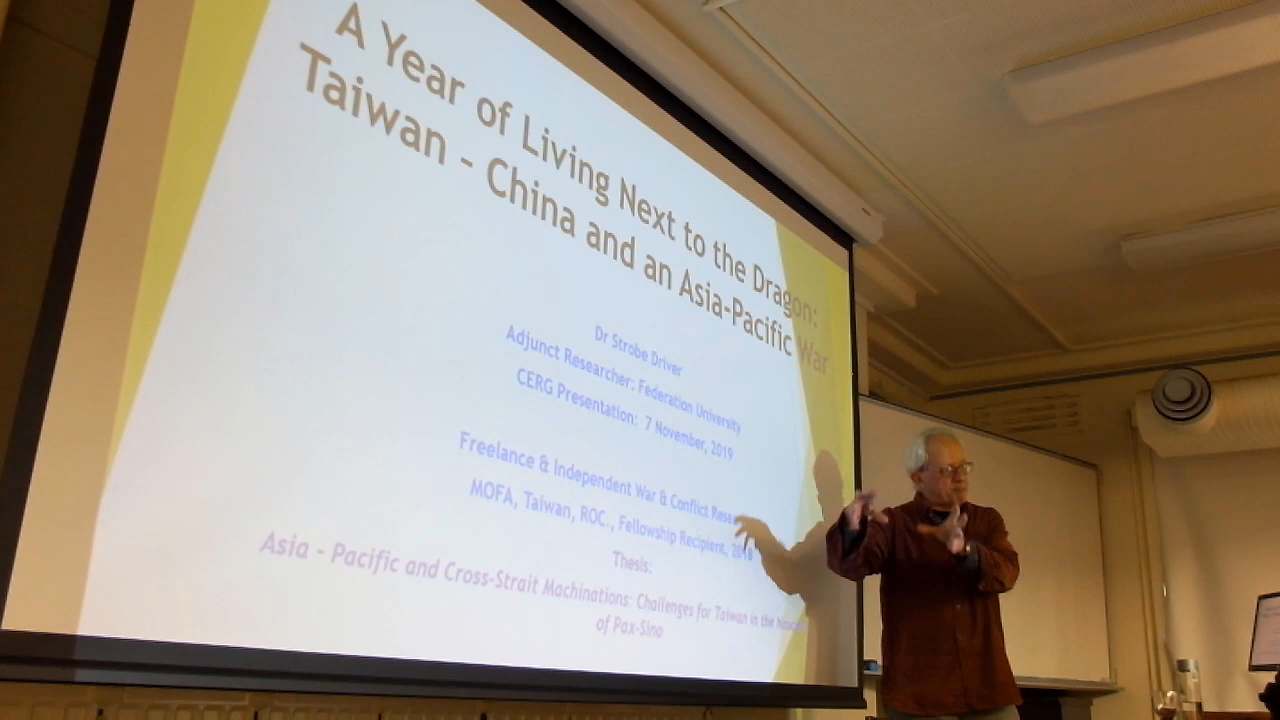 A Year of Living Next to the Dragon:
Taiwan - China and an Asia-Pacific War
Dr Strobe Driver
Adjunct Researcher: Federation University
CERG Presentation: 7 November, 2019
Freelance & Independent War & Conflict
MOFA, Taiwan, ROC., Fellowship Recipient,
Thesis:
Asia - Pacific and Cross-Strait Machinations: Challenges for Taiwan in the
of Pax-Sino